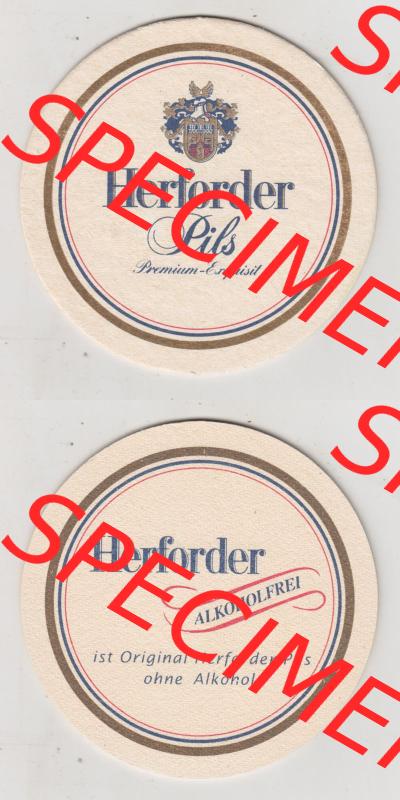 Herforder
Pils
Premium-Exquisit
SPECIMEN
Herforder
ALKOHOLFREI
ist Original Herforder Pils
ohne Alkohol
SPECIMEN